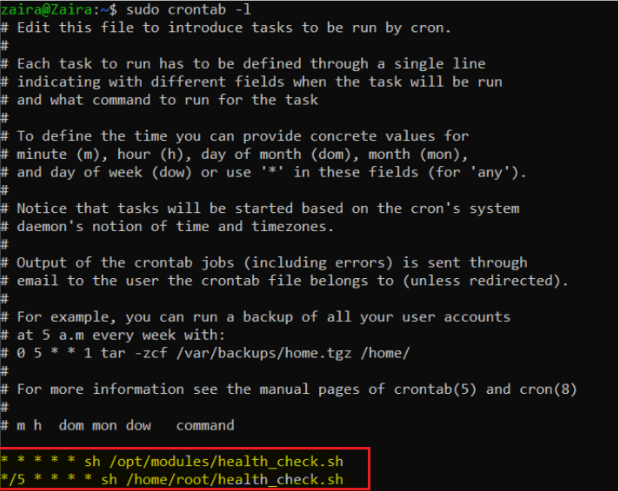 zaira@Zaira:~$ sudo crontab -l
# Edit this file to introduce tasks to be run by cron.
#
# Each task to run has to be defined through a single line
# indicating with different fields when the task will be run
# and what command to run for the task
#
# To define the time you can provide concrete values for
# minute (m), hour (h), day of month (dom), month (mon),
# and day of week (dow) or use '*' in these fields (for 'any').
#
# Notice that tasks will be started based on the cron's system
# daemon's notion of time and timezones.
#
# Output of the crontab jobs (including errors) is sent through
# email to the user the crontab file belongs to (unless redirected).
#
# For example, you can run a backup of all your user accounts
# at 5 a.m every week with:
# 0 5 * * 1 tar -zcf /var/backups/home.tgz /home/
#
# For more information see the manual pages of crontab(5) and cron(8)
#
# m h  dom mon dow   command
* * * * * sh /opt/modules/health_check.sh
*/5 * * * * sh /home/root/health_check.sh